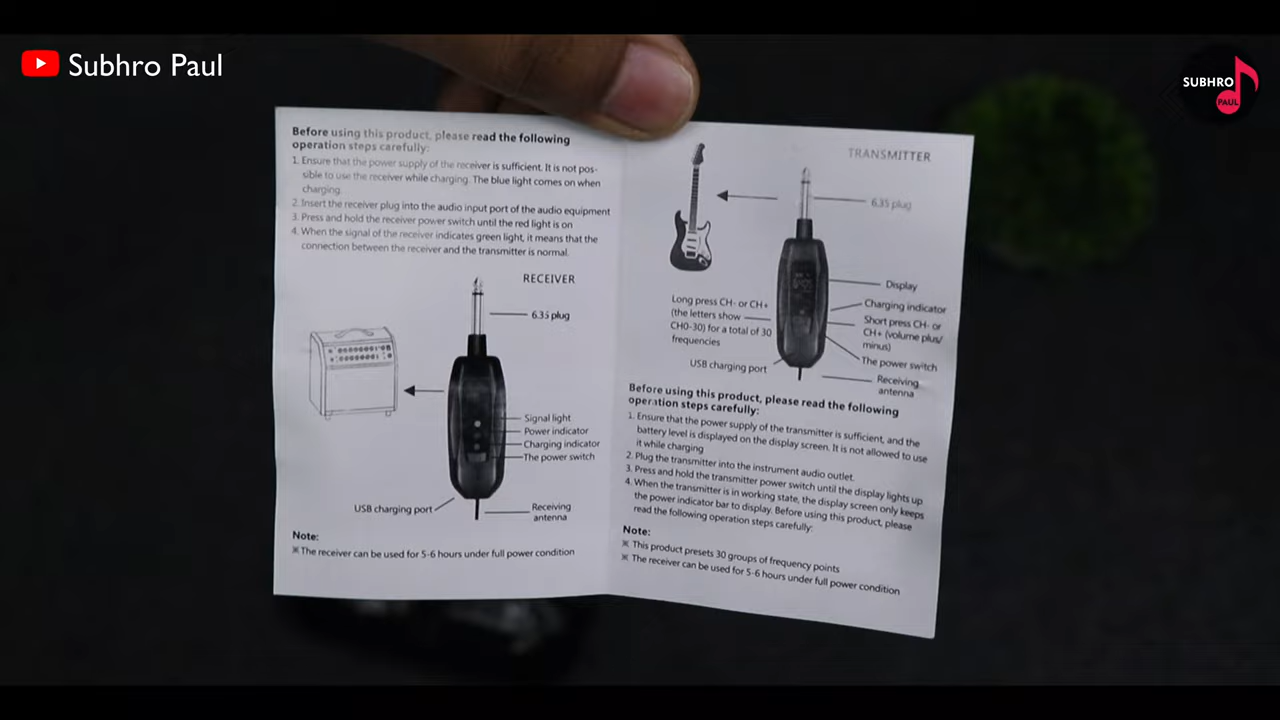 Subhro Paul
SUBHRO
PAUL
Before using this product, please read the following
operation steps carefully:
1. Ensure that the power supply of the receiver is sufficient. It is not pos-
sible to use the receiver while charging. The blue light comes on when
charging.
2. Insert the receiver plug into the audio input port of the audio equipment
3. Press and hold the receiver power switch until the red light is on
4. When the signal of the receiver indicates green light, it means that the
connection between the receiver and the transmitter is normal.
RECEIVER
6.35 plug
Signal light
Power indicator
Charging indicator
The power switch
USB charging port
Receiving
antenna
Note:
※ The receiver can be used for 5-6 hours under full power condition
TRANSMITTER
6.35 plug
Display
Charging indicator
Short press CH- or
CH+ (volume plus/
minus)
The power switch
Receiving
antenna
Long press CH- or CH+
(the letters show
CH0-30) for a total of 30
frequencies
USB charging port
Before using this product, please read the following
operation steps carefully:
1. Ensure that the power supply of the transmitter is sufficient, and the
battery level is displayed on the display screen. It is not allowed to use
it while charging
2. Plug the transmitter into the instrument audio outlet.
3. Press and hold the transmitter power switch until the display lights up
4. When the transmitter is in working state, the display screen only keeps
the power indicator bar to display. Before using this product, please
read the following operation steps carefully:
Note:
※ This product presets 30 groups of frequency points
※ The receiver can be used for 5-6 hours under full power condition